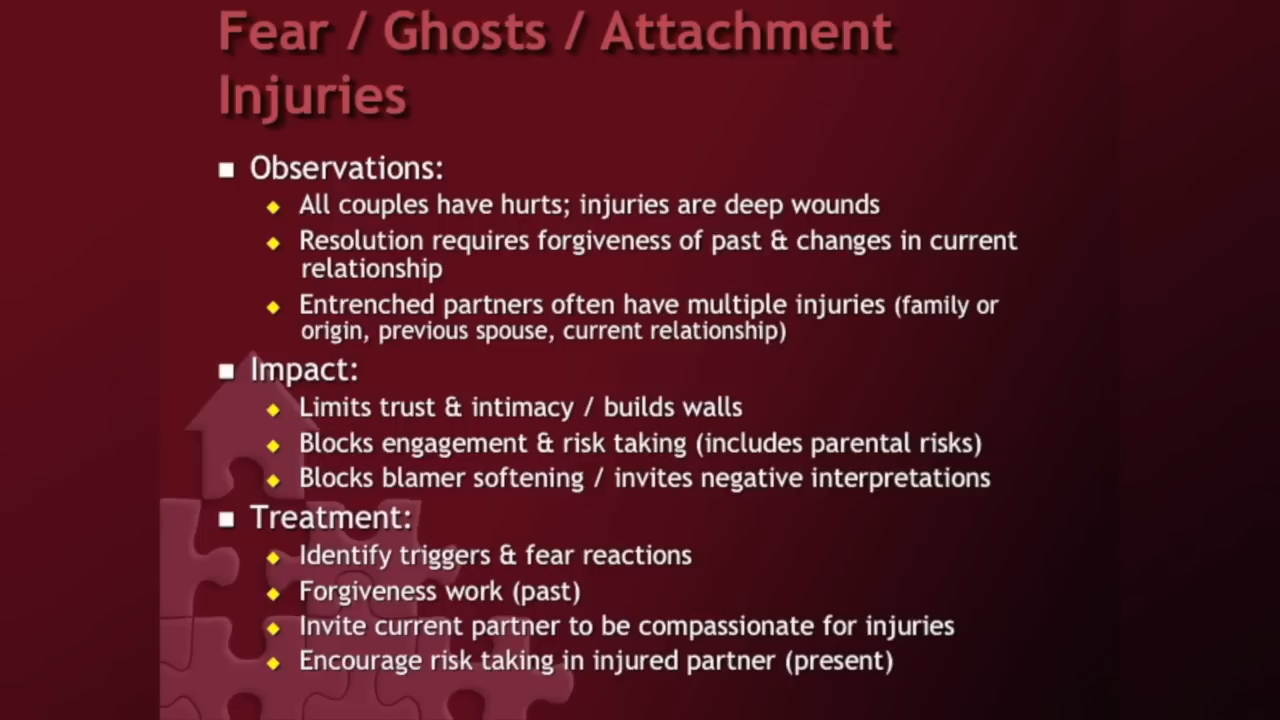 Fear / Ghosts / Attachment
Injuries
Observations:
All couples have hurts; injuries are deep wounds
Resolution requires forgiveness of past & changes in current
relationship
Entrenched partners often have multiple injuries (family or
origin, previous spouse, current relationship)
Impact:
Limits trust & intimacy / builds walls
Blocks engagement & risk taking (includes parental risks)
Blocks blamer softening / invites negative interpretations
Treatment:
Identify triggers & fear reactions
Forgiveness work (past)
Invite current partner to be compassionate for injuries
Encourage risk taking in injured partner (present)